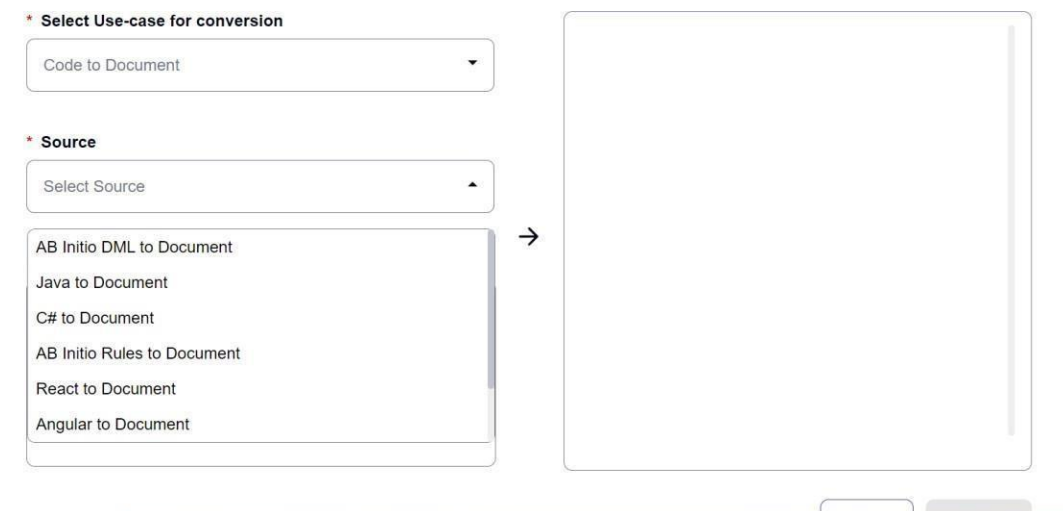 * Select Use-case for conversion
Code to Document
* Source
Select Source
AB Initio DML to Document
Java to Document
C# to Document
AB Initio Rules to Document
React to Document
Angular to Document